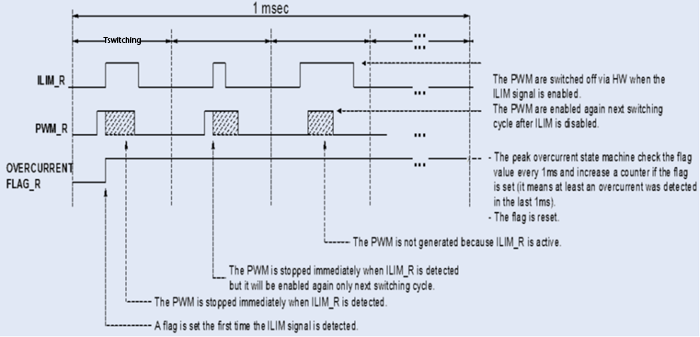 1 msec
Tswitching
...
...
ILIM_R
The PWM are switched off via HW when the
ILIM signal is enabled.
The PWM are enabled again next switching
cycle after ILIM is disabled.
PWM_R
...
...
OVERCURRENT
FLAG_R
...
- The peak overcurrent state machine check the flag
value every 1ms and increase a counter if the flag
is set (it means at least an overcurrent was detected
in the last 1ms).
- The flag is reset.
The PWM is not generated because ILIM_R is active.
The PWM is stopped immediately when ILIM_R is detected
but it will be enabled again only next switching cycle.
The PWM is stopped immediately when ILIM_R is detected.
A flag is set the first time the ILIM signal is detected.